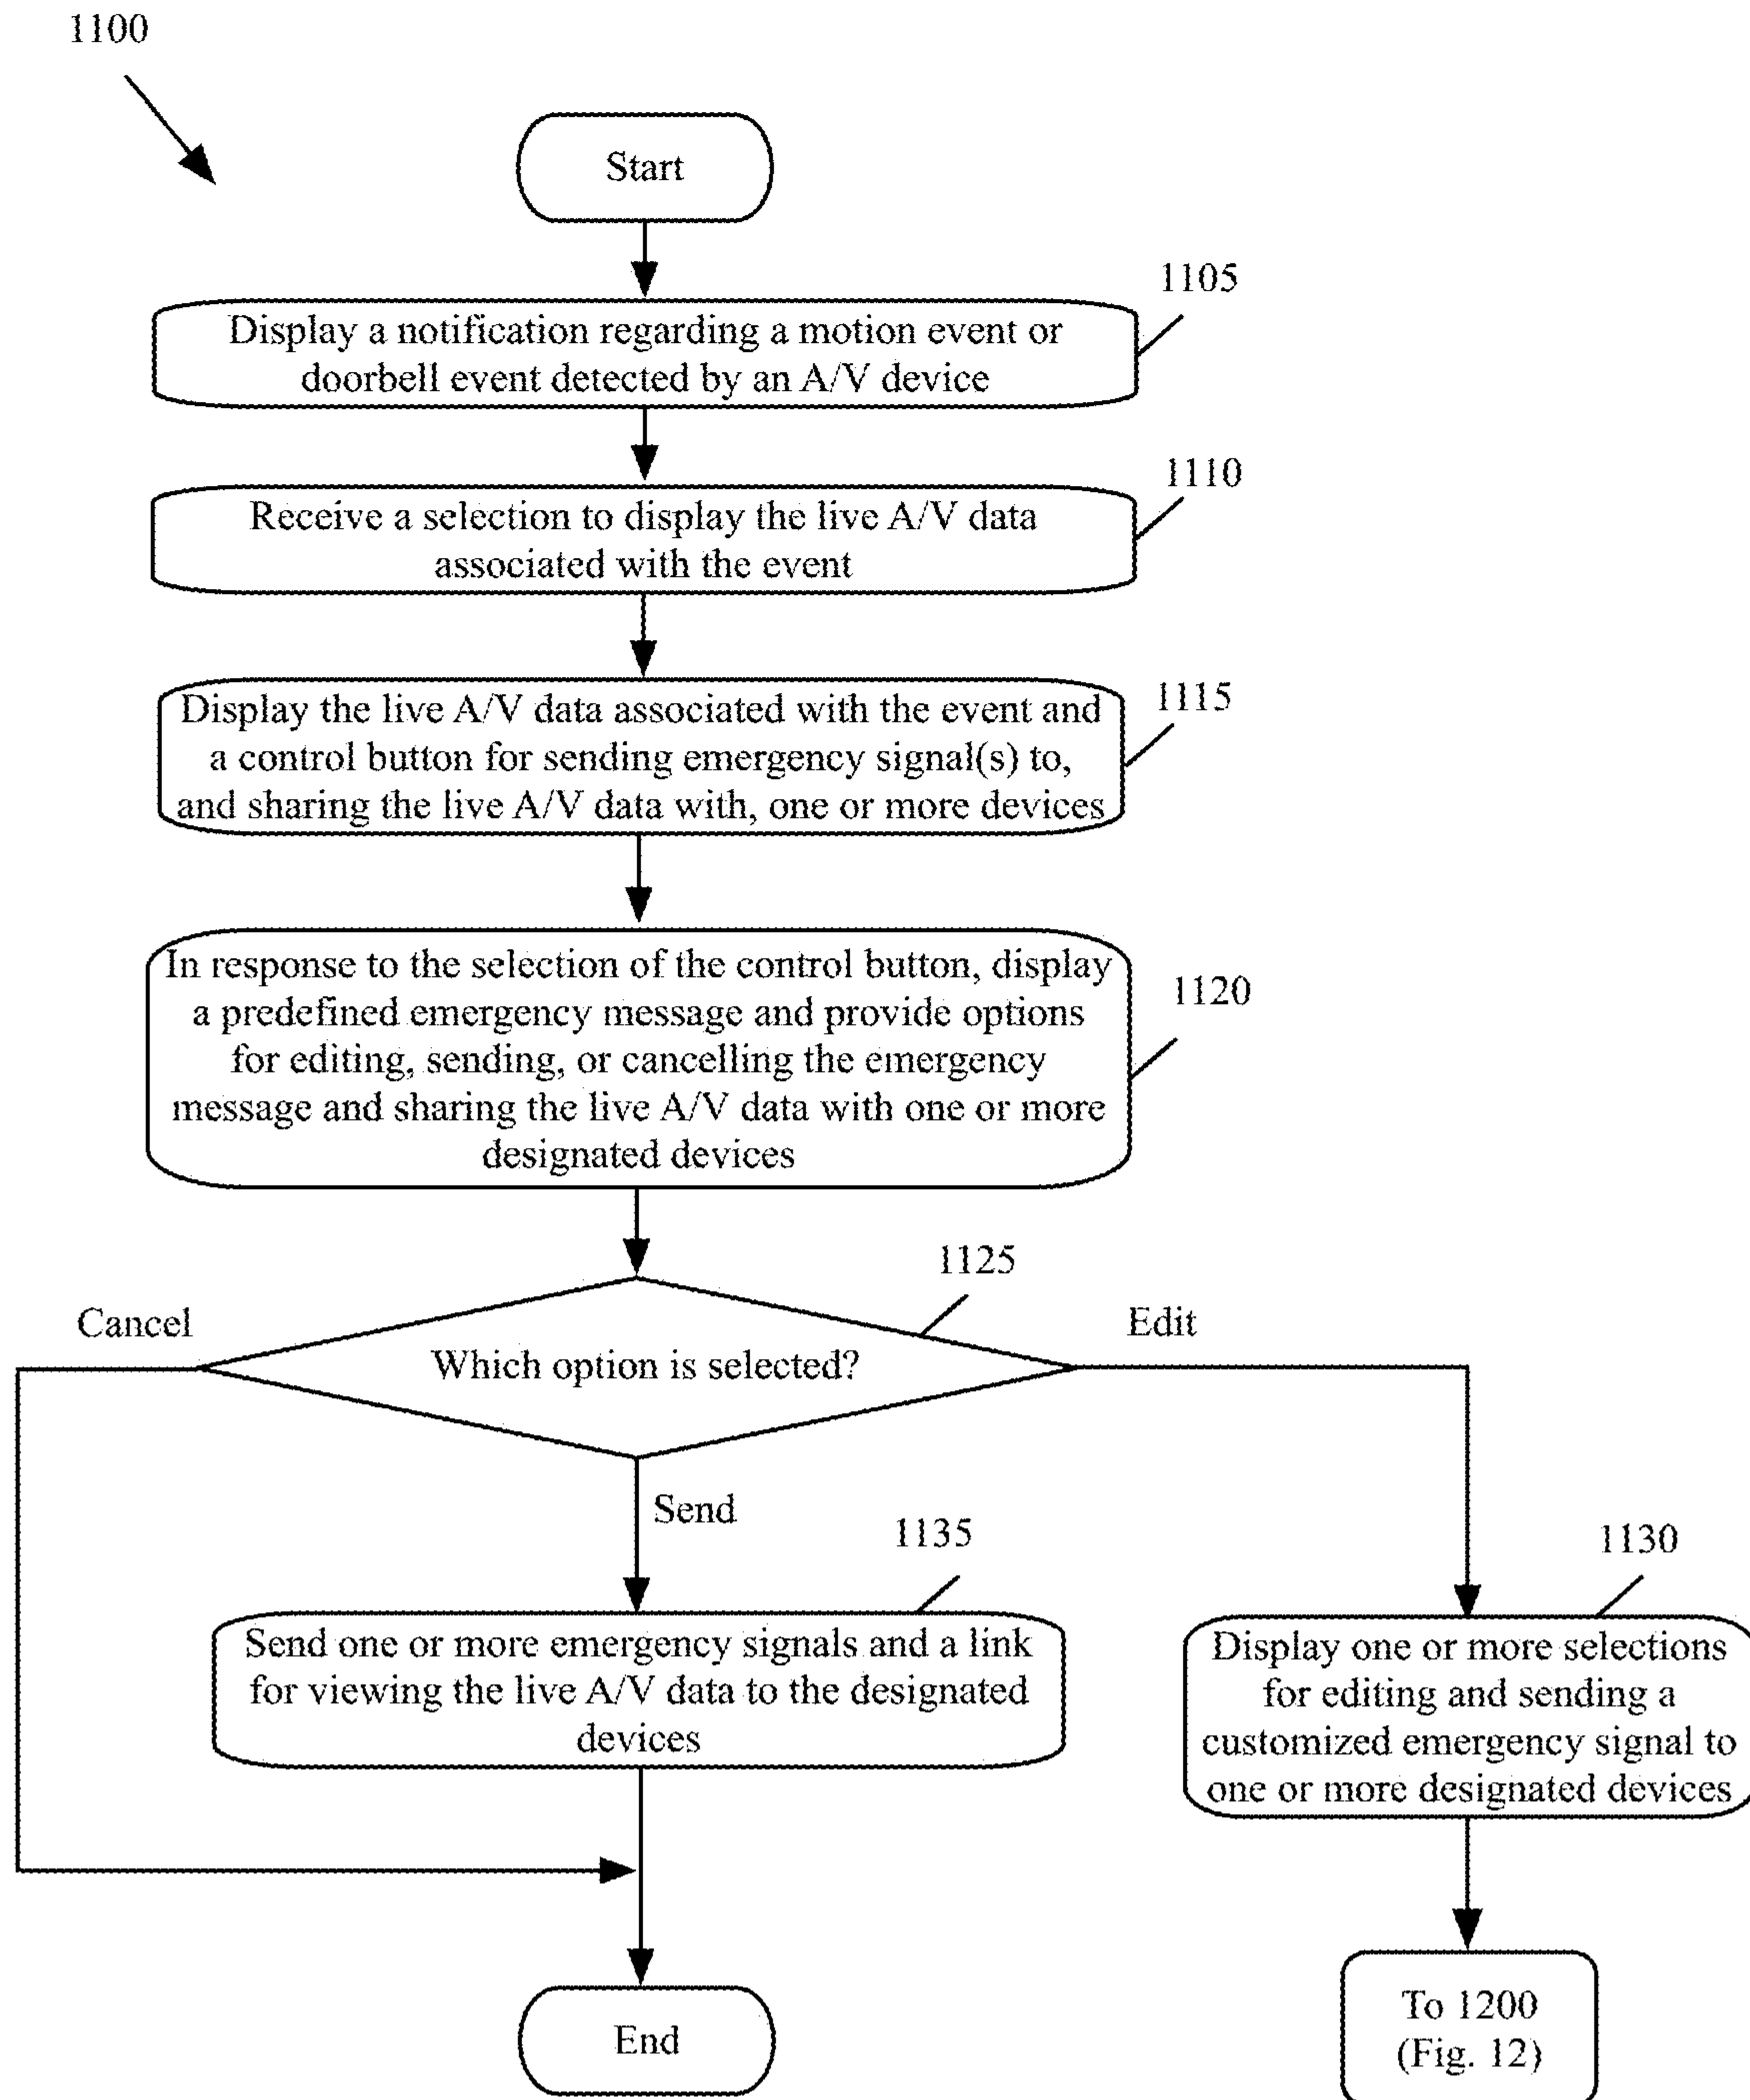 1100
Start
1105
Display a notification regarding a motion event or
doorbell event detected by an A/V device
1110
Receive a selection to display the live A/V data
associated with the event
1115
Display the live A/V data associated with the event and
a control button for sending emergency signal(s) to,
and sharing the live A/V data with, one or more devices
1120
In response to the selection of the control button, display
a predefined emergency message and provide options
for editing, sending, or cancelling the emergency
message and sharing the live A/V data with one or more
designated devices
1125
Cancel
Edit
Which option is selected?
Send
1135
1130
Send one or more emergency signals and a link
for viewing the live A/V data to the designated
devices
Display one or more selections
for editing and sending a
customized emergency signal to
one or more designated devices
End
To 1200
(Fig. 12)